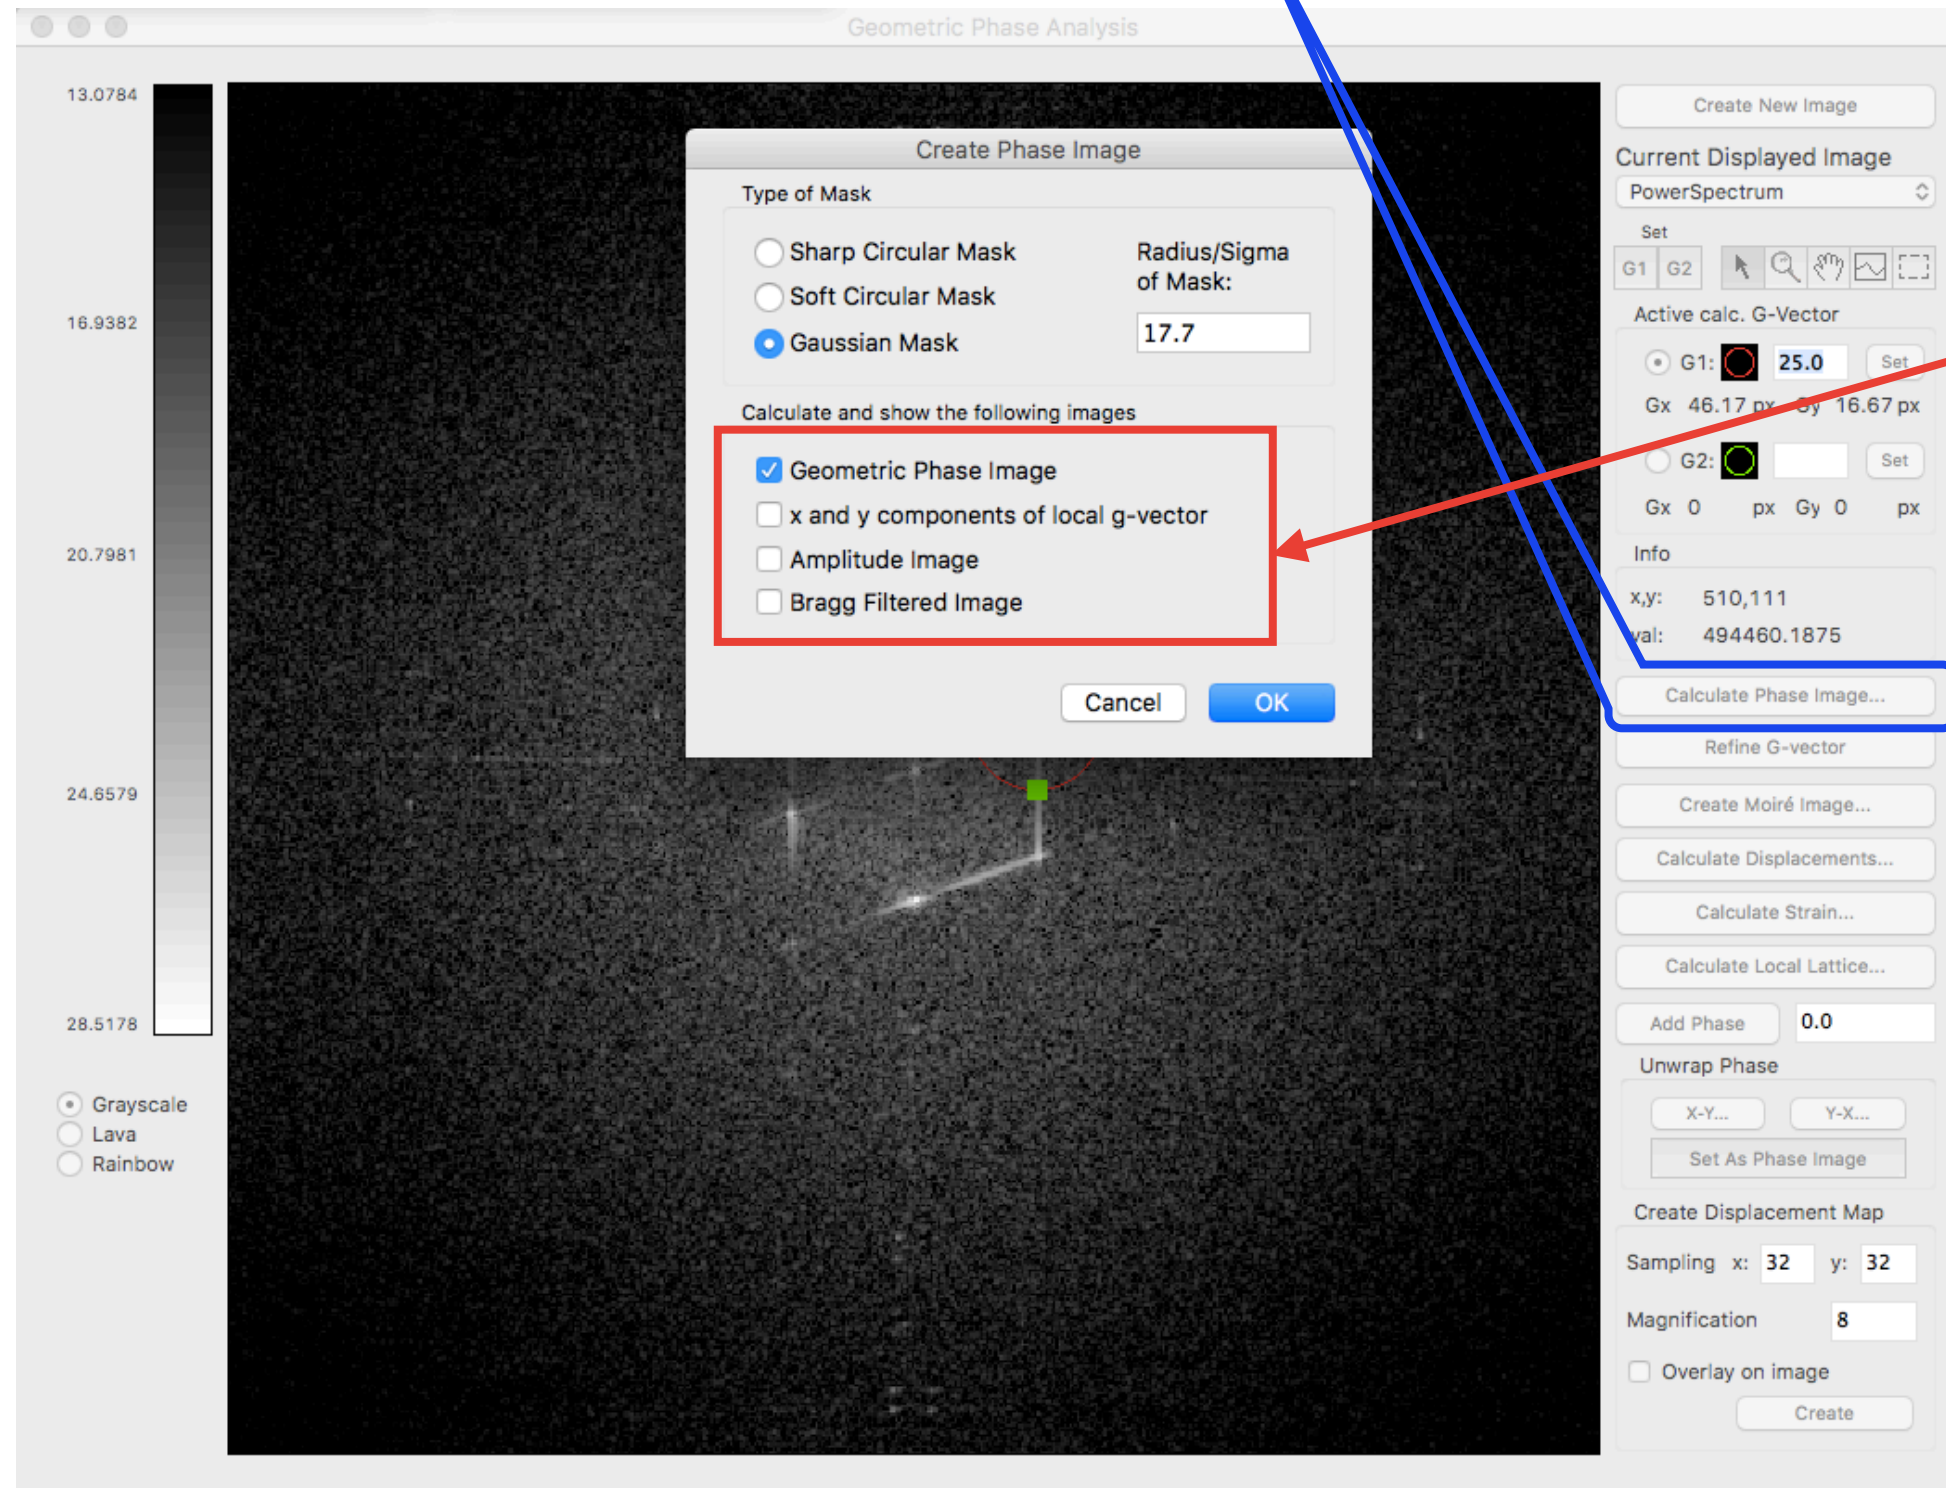 Geometric Phase Analysis
13.0784
16.9382
20.7981
24.6579
28.5178
Grayscale
Lava
Rainbow
Create Phase Image
Type of Mask
Sharp Circular Mask
Soft Circular Mask
Gaussian Mask
Radius/Sigma
of Mask:
17.7
Calculate and show the following images
Geometric Phase Image
x and y components of local g-vector
Amplitude Image
Bragg Filtered Image
Cancel OK
Create New Image
Current Displayed Image
PowerSpectrum
Set
G1 G2
Active calc. G-Vector
G1: 25.0 Set
Gx 46.17 px Gy 16.67 px
G2: Set
Gx 0 px Gy 0 px
Info
x,y: 510,111
val: 494460.1875
Calculate Phase Image...
Refine G-vector
Create Moiré Image...
Calculate Displacements...
Calculate Strain...
Calculate Local Lattice...
Add Phase 0.0
Unwrap Phase
X-Y... Y-X...
Set As Phase Image
Create Displacement Map
Sampling x: 32 y: 32
Magnification 8
Overlay on image
Create